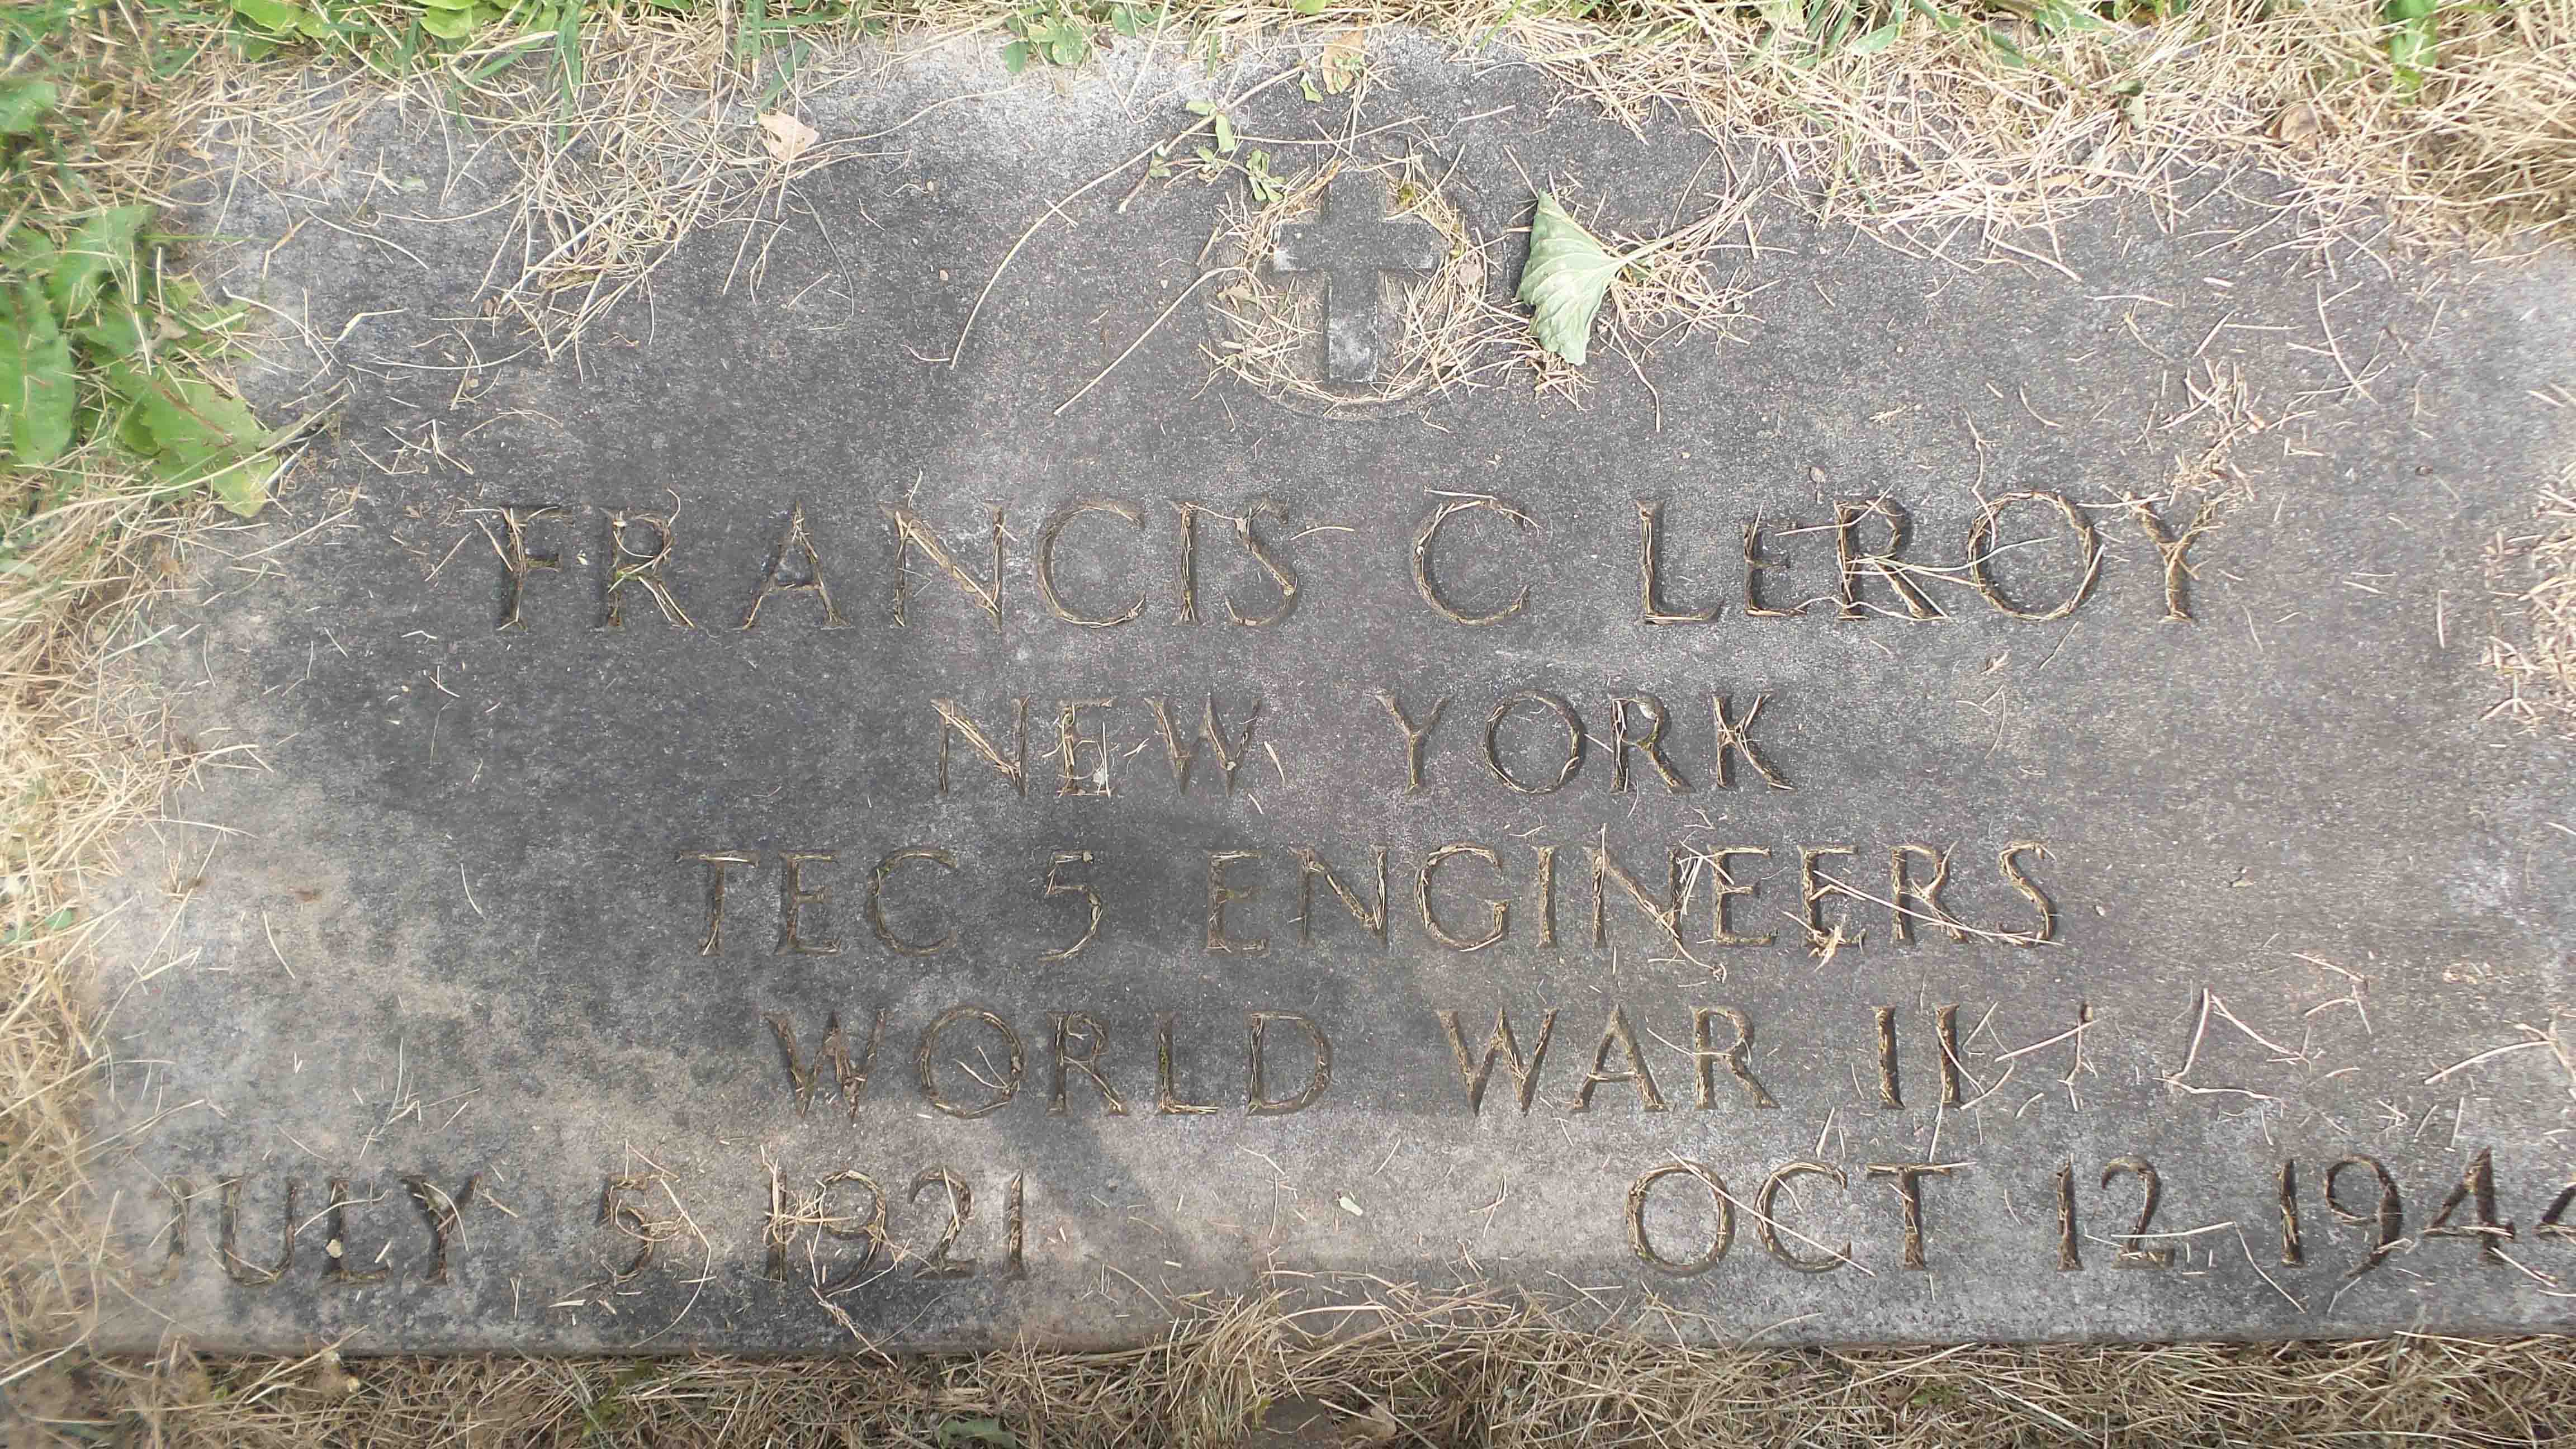 FRANCIS C LEROY
NEW YORK
TEC 5 ENGINEERS
WORLD WAR II
JULY 5 1921 OCT 12 194